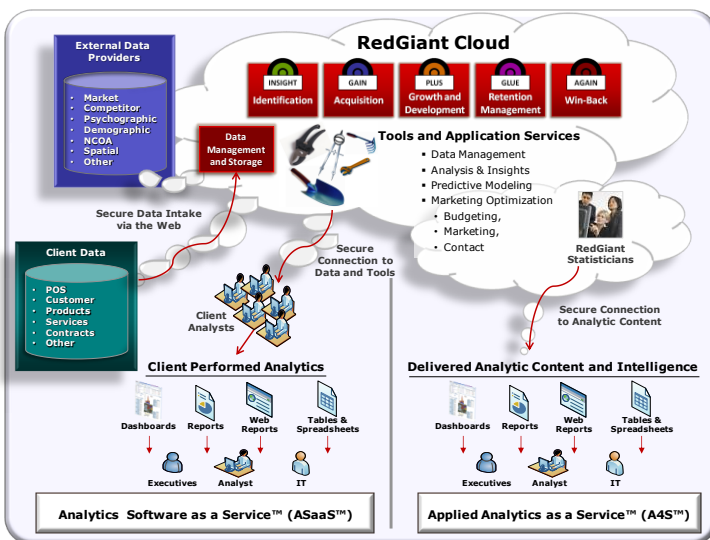 External Data
Providers
• Market
• Competitor
• Psychographic
• Demographic
• NCOA
• Spatial
• Other
RedGiant Cloud
INSIGHT
Identification
GAIN
Acquisition
PLUS
Growth and
Development
GLUE
Retention
Management
AGAIN
Win-Back
Data
Management
and Storage
Tools and Application Services
▪ Data Management
▪ Analysis & Insights
▪ Predictive Modeling
▪ Marketing Optimization
• Budgeting,
• Marketing,
• Contact
RedGiant
Statisticians
Secure Data Intake
via the Web
Client Data
• POS
• Customer
• Products
• Services
• Contracts
• Other
Secure
Connection to
Data and Tools
Client
Analysts
Secure Connection
to Analytic Content
Client Performed Analytics
Dashboards
Reports
Web
Reports
Tables &
Spreadsheets
Executives
Analyst
IT
Analytics Software as a Service™ (ASaaS™)
Delivered Analytic Content and Intelligence
Dashboards
Reports
Web
Reports
Tables &
Spreadsheets
Executives
Analyst
IT
Applied Analytics as a Service™ (A4S™)